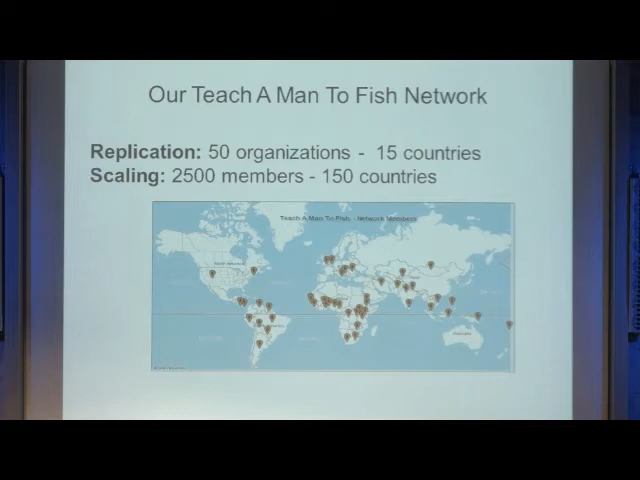 Our Teach A Man To Fish Network
Replication: 50 organizations - 15 countries
Scaling: 2500 members - 150 countries
Teach A Man To Fish - Network Members